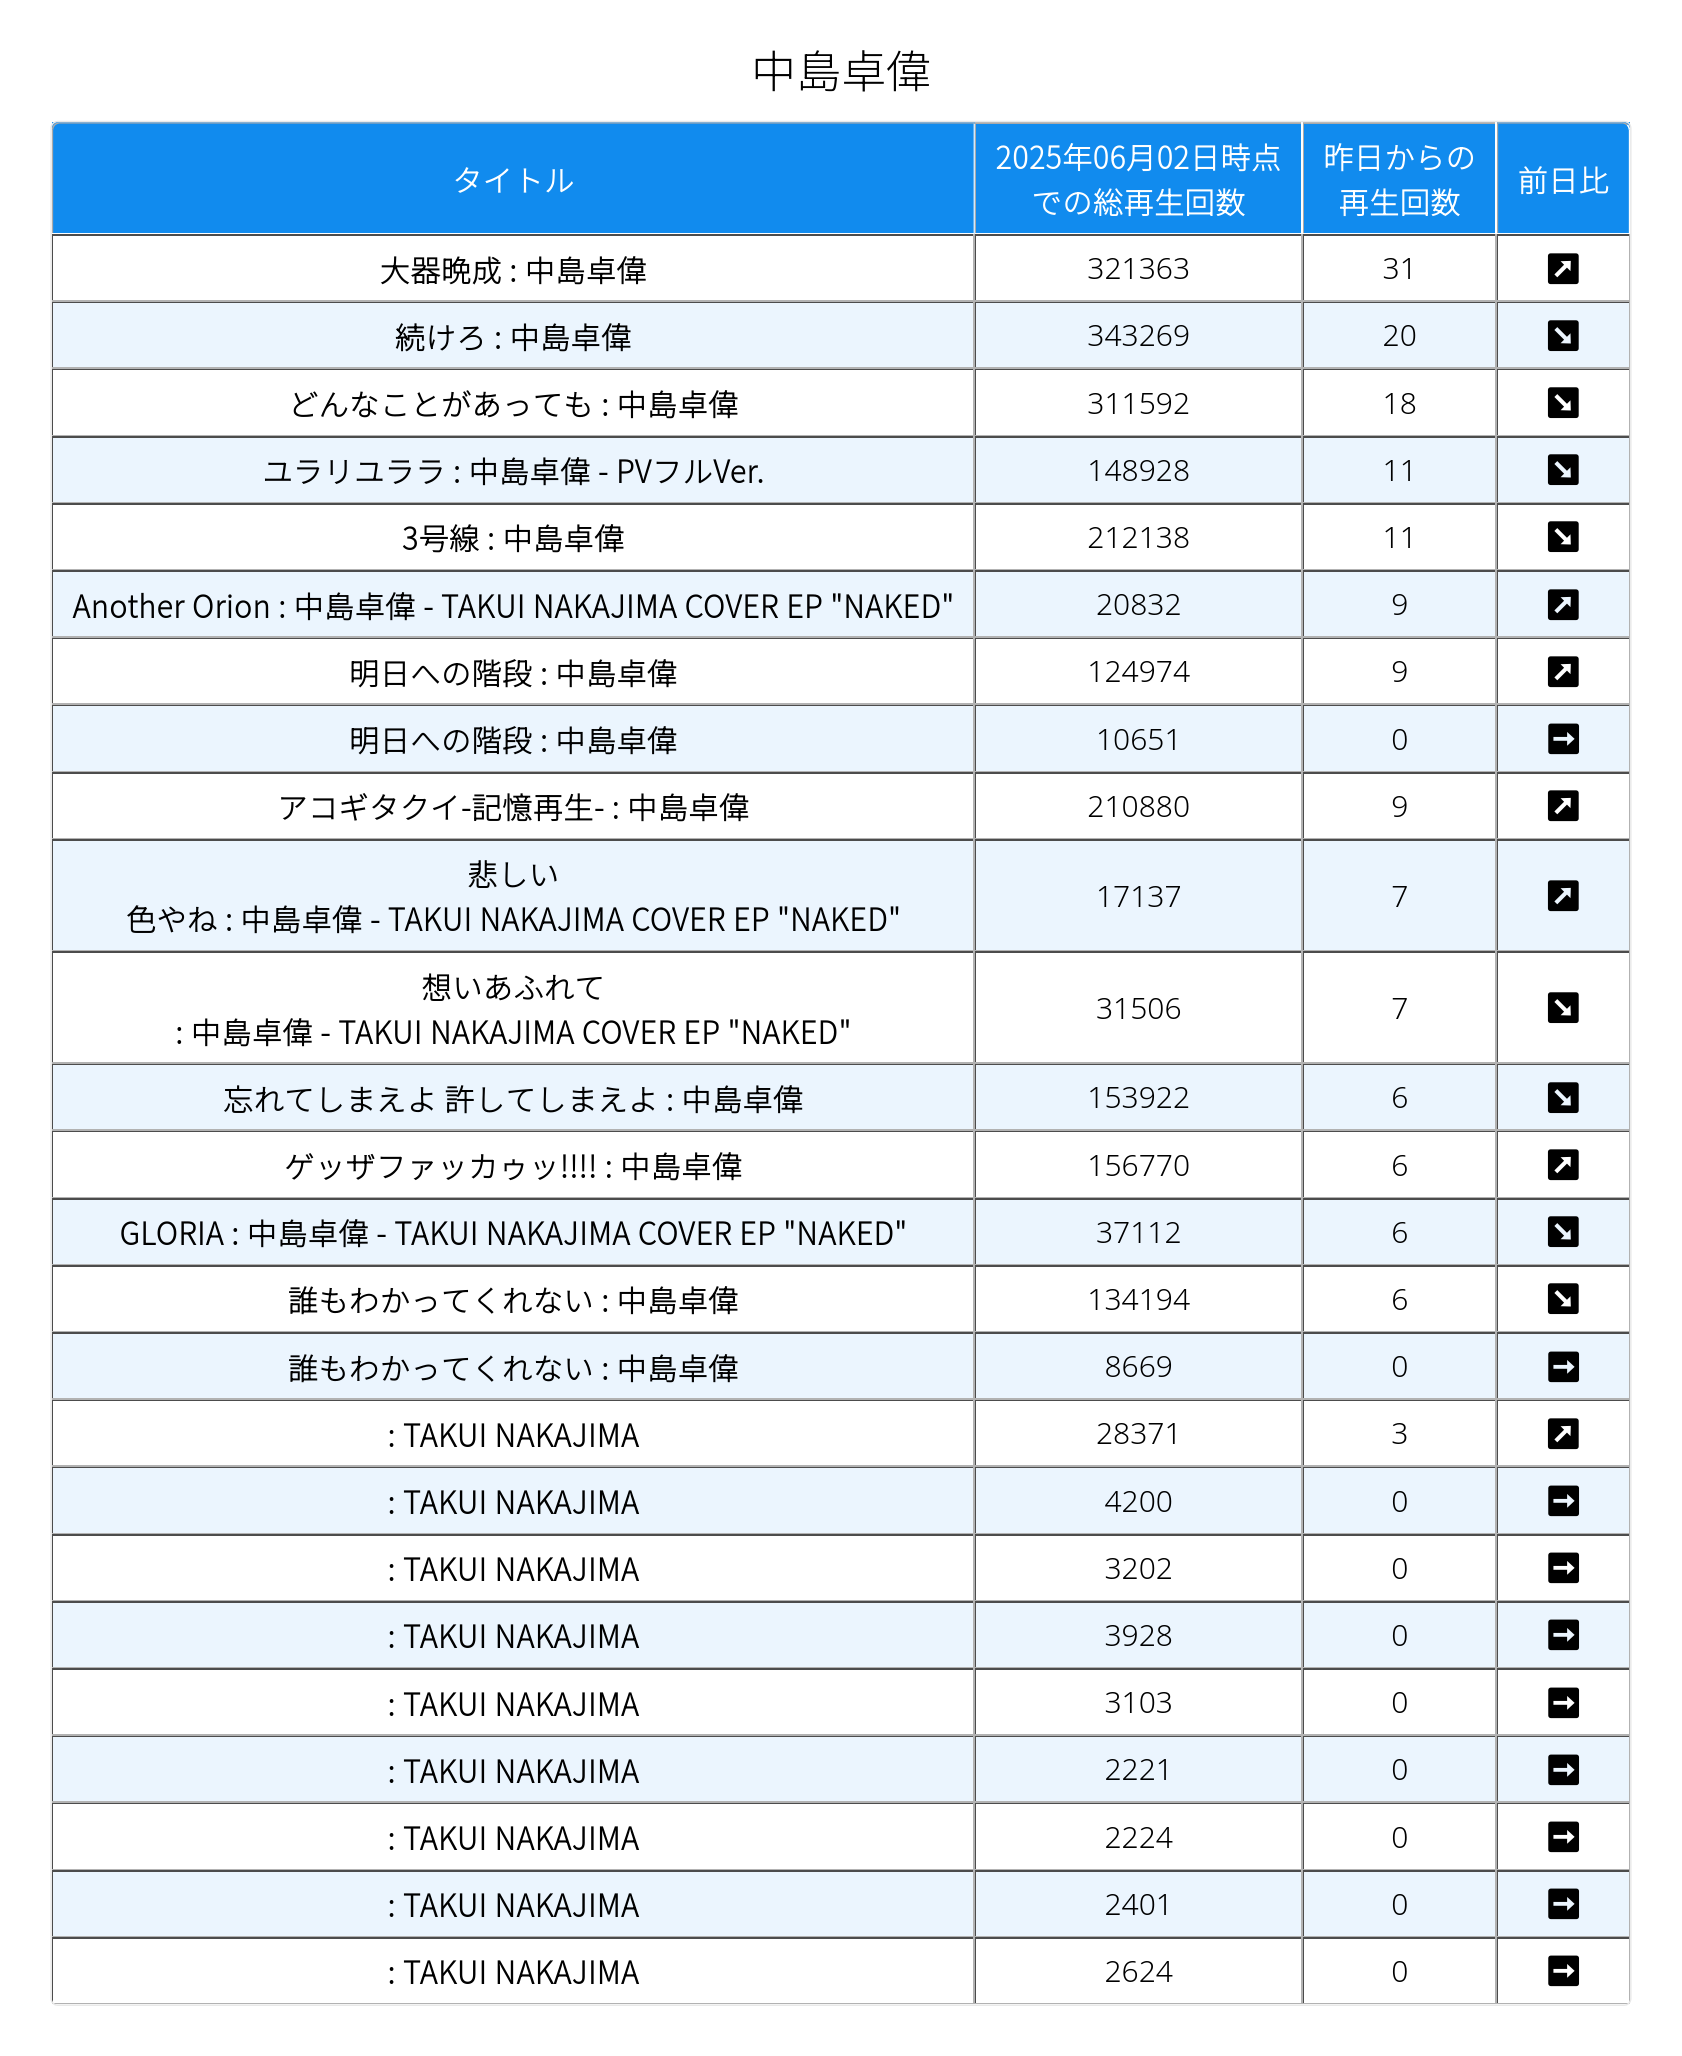 中島卓偉
タイトル 2025年06月02日時点での総再生回数 昨日からの再生回数 前日比
大器晩成 : 中島卓偉 321363 31 ↗
続けろ : 中島卓偉 343269 20 ↘
どんなことがあっても : 中島卓偉 311592 18 ↘
ユラリユララ : 中島卓偉 - PVフルVer. 148928 11 ↘
3号線 : 中島卓偉 212138 11 ↘
Another Orion : 中島卓偉 - TAKUI NAKAJIMA COVER EP "NAKED" 20832 9 ↗
明日への階段 : 中島卓偉 124974 9 ↗
明日への階段 : 中島卓偉 10651 0 →
アコギタクイ-記憶再生- : 中島卓偉 210880 9 ↗
悲しい
色やね : 中島卓偉 - TAKUI NAKAJIMA COVER EP "NAKED" 17137 7 ↗
想いあふれて
: 中島卓偉 - TAKUI NAKAJIMA COVER EP "NAKED" 31506 7 ↘
忘れてしまえよ 許してしまえよ : 中島卓偉 153922 6 ↘
ゲッザファッカゥッ!!!! : 中島卓偉 156770 6 ↗
GLORIA : 中島卓偉 - TAKUI NAKAJIMA COVER EP "NAKED" 37112 6 ↘
誰もわかってくれない : 中島卓偉 134194 6 ↘
誰もわかってくれない : 中島卓偉 8669 0 →
: TAKUI NAKAJIMA 28371 3 ↗
: TAKUI NAKAJIMA 4200 0 →
: TAKUI NAKAJIMA 3202 0 →
: TAKUI NAKAJIMA 3928 0 →
: TAKUI NAKAJIMA 3103 0 →
: TAKUI NAKAJIMA 2221 0 →
: TAKUI NAKAJIMA 2224 0 →
: TAKUI NAKAJIMA 2401 0 →
: TAKUI NAKAJIMA 2624 0 →